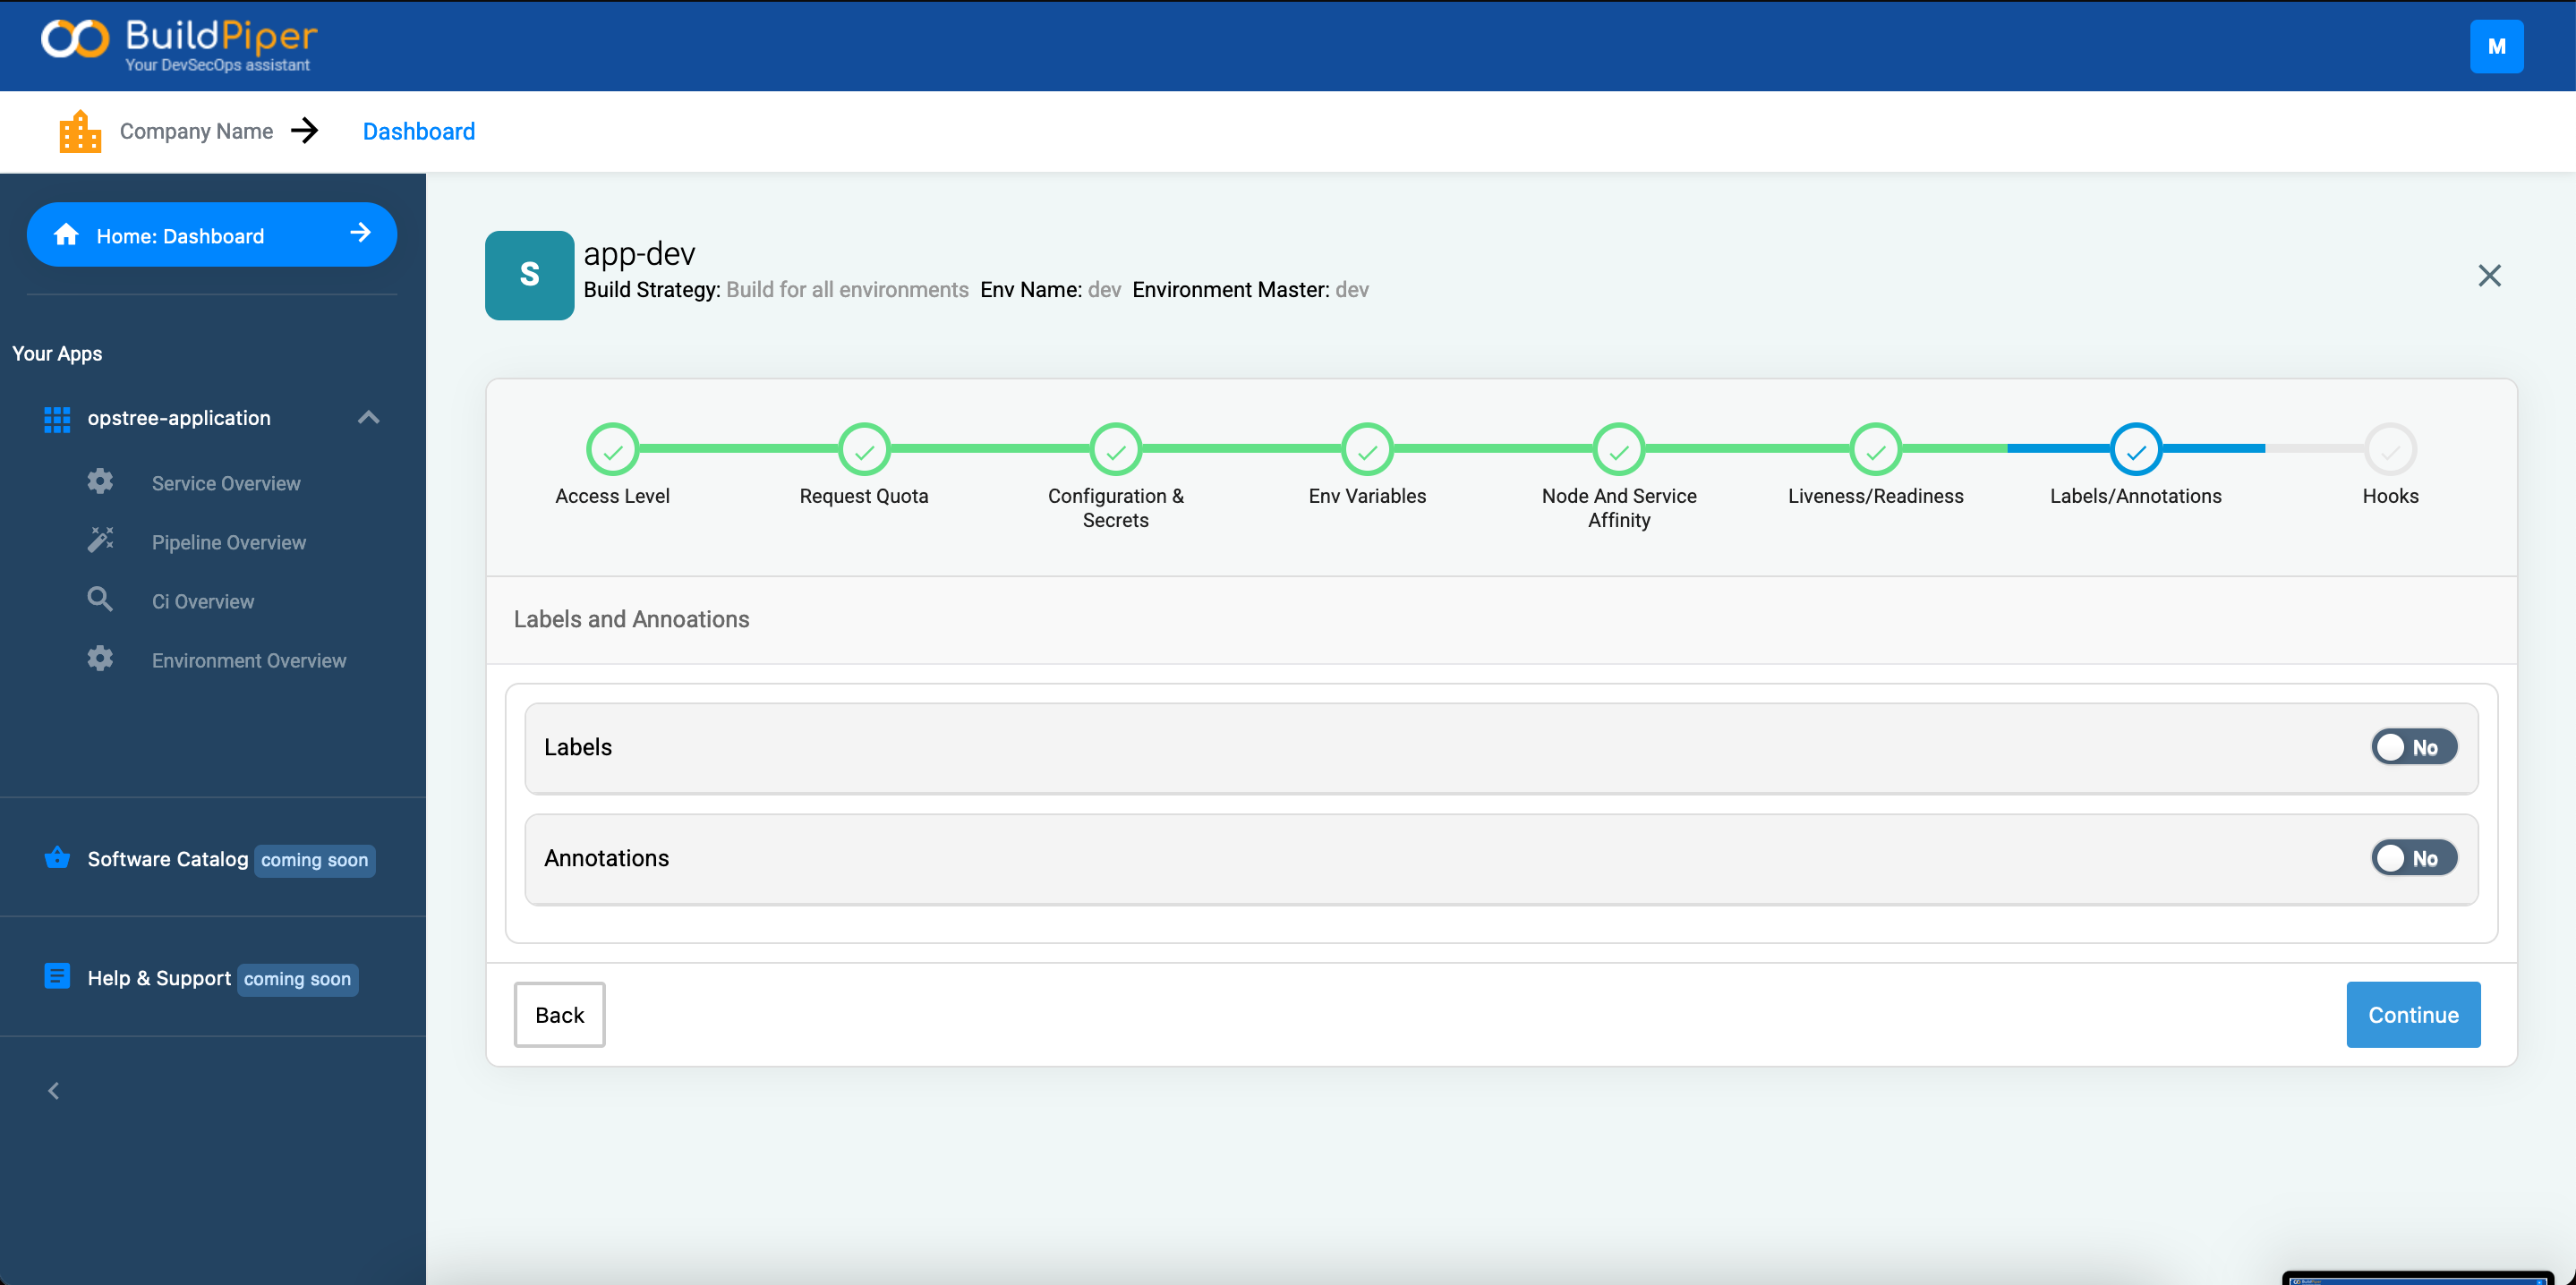 BuildPiper
Your DevSecOps assistant
M
Company Name
Dashboard
Home: Dashboard
Your Apps
opstree-application
Service Overview
Pipeline Overview
Ci Overview
Environment Overview
Software Catalog coming soon
Help & Support coming soon
S
app-dev
Build Strategy: Build for all environments Env Name: dev Environment Master: dev
Access Level
Request Quota
Configuration &
Secrets
Env Variables
Node And Service
Affinity
Liveness/Readiness
Labels/Annotations
Hooks
Labels and Annoations
Labels
No
Annotations
No
Back
Continue